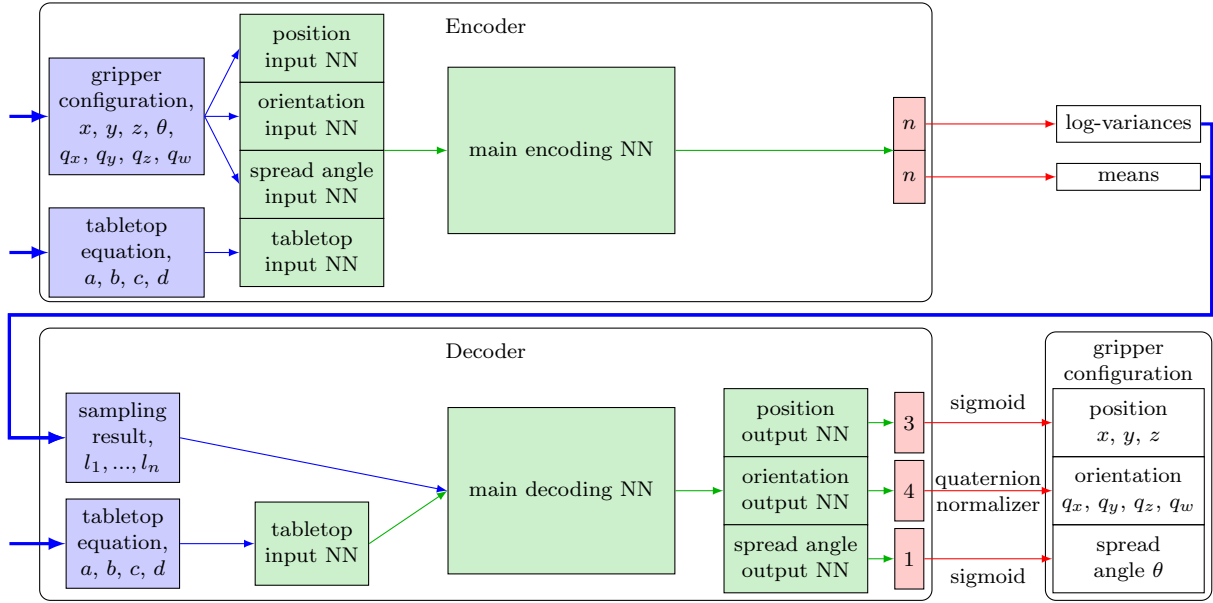 Encoder
gripper
configuration,
x, y, z, θ,
q_x, q_y, q_z, q_w
tabletop
equation,
a, b, c, d
position
input NN
orientation
input NN
spread angle
input NN
tabletop
input NN
main encoding NN
n
n
log-variances
means
Decoder
sampling
result,
l_1, ..., l_n
tabletop
equation,
a, b, c, d
tabletop
input NN
main decoding NN
position
output NN
orientation
output NN
spread angle
output NN
3
4
1
sigmoid
quaternion
normalizer
sigmoid
gripper
configuration
position
x, y, z
orientation
q_x, q_y, q_z, q_w
spread
angle θ